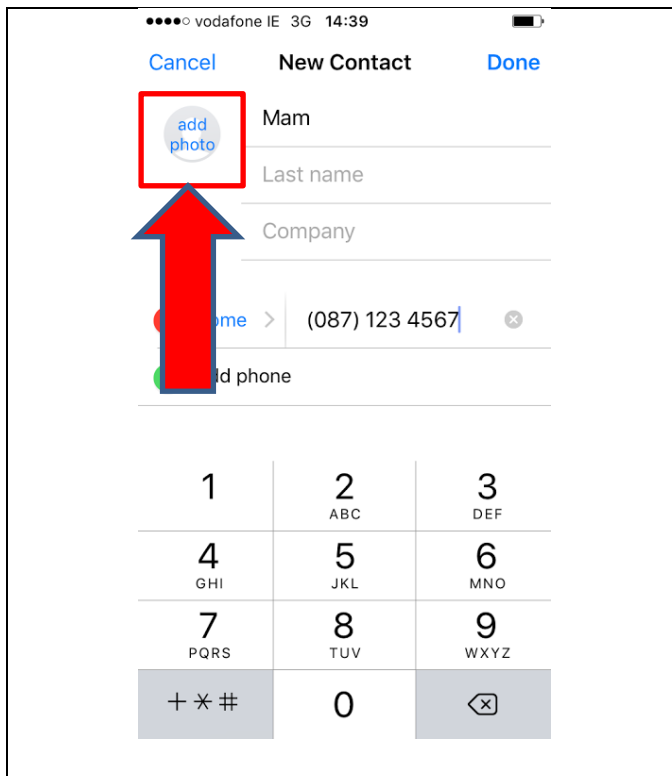 vodafone IE 3G 14:39
Cancel New Contact Done
add
photo
Mam
Last name
Company
ome (087) 123 4567
dd phone
1 2 3
ABC DEF
4 5 6
GHI JKL MNO
7 8 9
PQRS TUV WXYZ
+*# 0